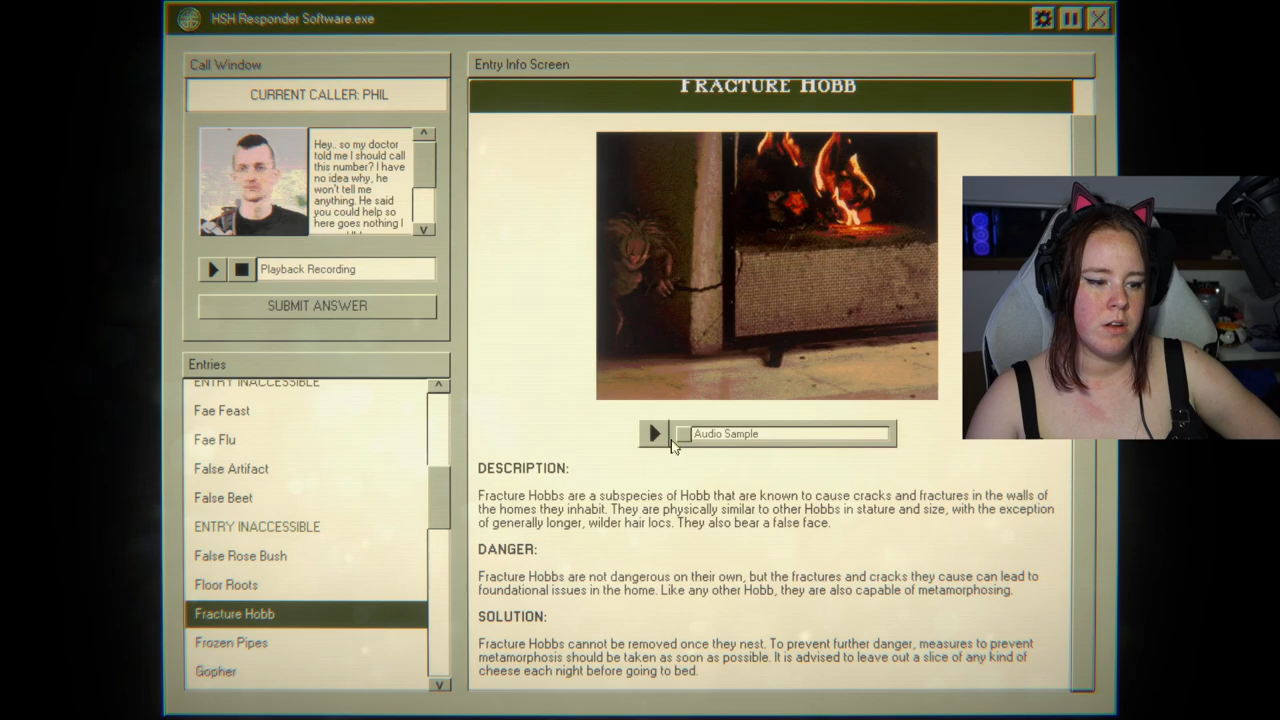 HSH Responder Software.exe
Call Window
CURRENT CALLER: PHIL
Hey.. so my doctor
told me I should call
this number? I have
no idea why, he
won't tell me
anything. He said
you could help so
here goes nothing I
Playback Recording
SUBMIT ANSWER
Entries
ENTRY INACCESSIBLE
Fae Feast
Fae Flu
False Artifact
False Beet
ENTRY INACCESSIBLE
False Rose Bush
Floor Roots
Fracture Hobb
Frozen Pipes
Gopher
Entry Info Screen
FRACTURE HOBB
Audio Sample
DESCRIPTION:
Fracture Hobbs are a subspecies of Hobb that are known to cause cracks and fractures in the walls of
the homes they inhabit. They are physically similar to other Hobbs in stature and size, with the exception
of generally longer, wilder hair locs. They also bear a false face.
DANGER:
Fracture Hobbs are not dangerous on their own, but the fractures and cracks they cause can lead to
foundational issues in the home. Like any other Hobb, they are also capable of metamorphosing.
SOLUTION:
Fracture Hobbs cannot be removed once they nest. To prevent further danger, measures to prevent
metamorphosis should be taken as soon as possible. It is advised to leave out a slice of any kind of
cheese each night before going to bed.